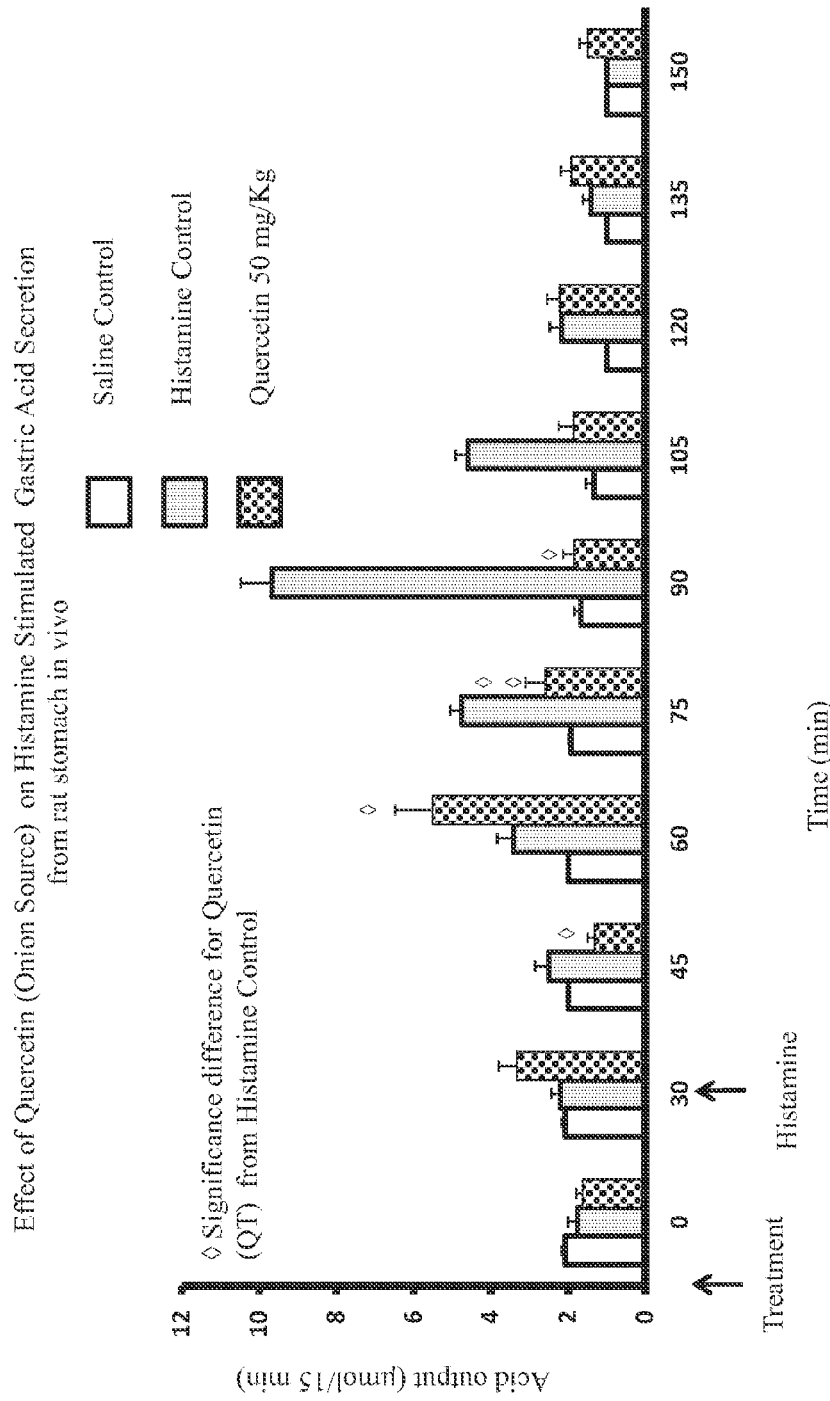 Effect of Quercetin (Onion Source) on Histamine Stimulated Gastric Acid Secretion
from rat stomach in vivo
Saline Control
Histamine Control
Quercetin 50 mg/Kg
◊ Significance difference for Quercetin
(QT) from Histamine Control
Acid output (µmol/15 min)
12
10
8
6
4
2
0
0 30 45 60 75 90 105 120 135 150
Treatment Histamine
Time (min)